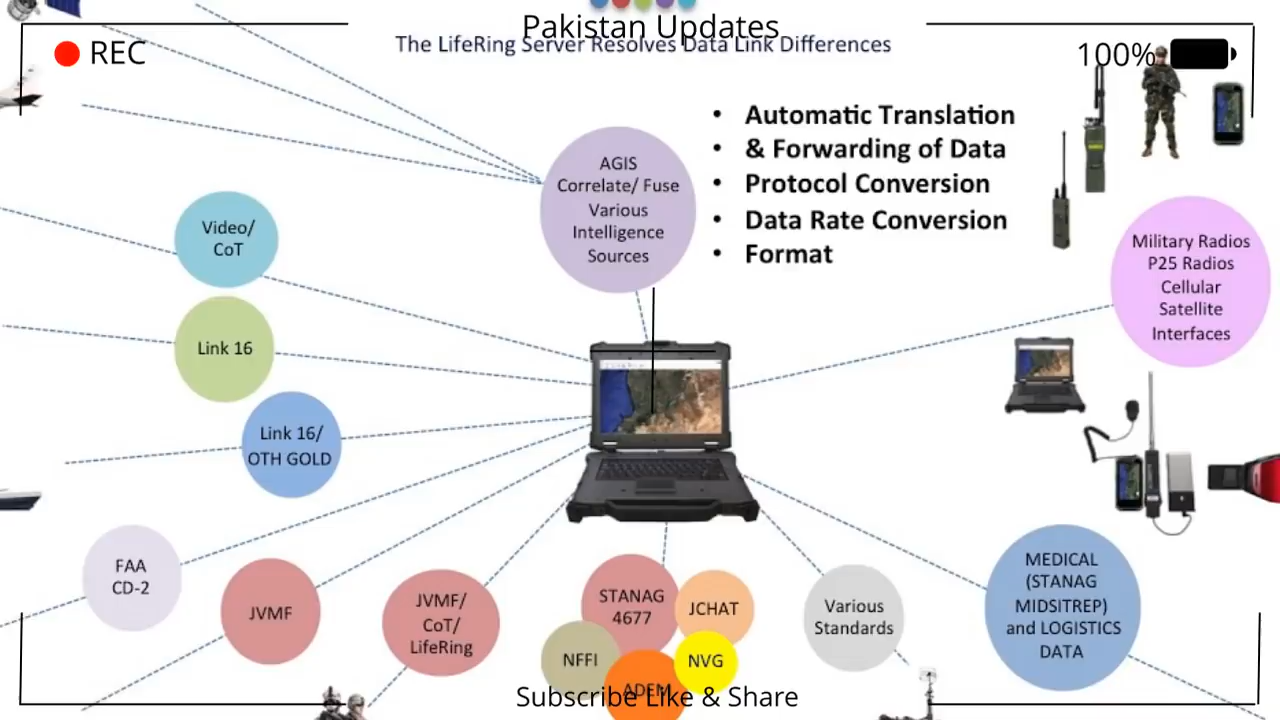 Pakistan Updates
The LifeRing Server Resolves Data Link Differences
REC
100%
• Automatic Translation
• & Forwarding of Data
• Protocol Conversion
• Data Rate Conversion
• Format
AGIS
Correlate/ Fuse
Various
Intelligence
Sources
Video/
CoT
Link 16
Link 16/
OTH GOLD
Military Radios
P25 Radios
Cellular
Satellite
Interfaces
FAA
CD-2
JVMF
JVMF/
CoT/
LifeRing
STANAG
4677
JCHAT
NFFI
NVG
ADEM
Various
Standards
MEDICAL
(STANAG
MIDSITREP)
and LOGISTICS
DATA
Subscribe Like & Share